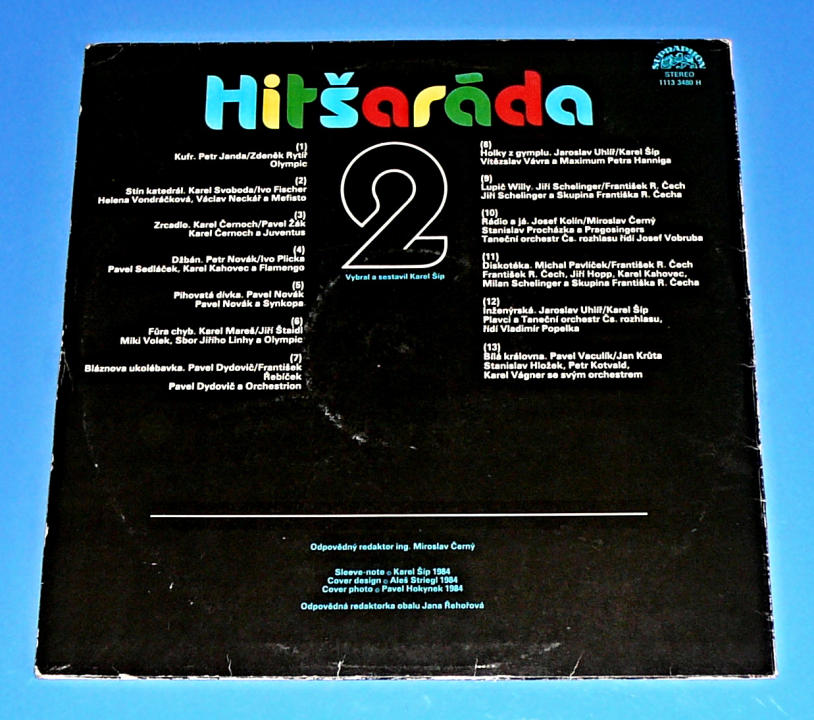 SUPRAPHON
STEREO
1113 3480 H
Hitšaráda
2
Vybral a sestavil Karel Šíp
(1)
Kufr. Petr Janda/Zdeněk Rytíř
Olympic
(2)
Stín katedrál. Karel Svoboda/Ivo Fischer
Helena Vondráčková, Václav Neckář a Mefisto
(3)
Zrcadlo. Karel Černoch/Pavel Žák
Karel Černoch a Juventus
(4)
Džbán. Petr Novák/Ivo Plicka
Pavel Sedláček, Karel Kahovec a Flamengo
(5)
Pihovatá dívka. Pavel Novák
Pavel Novák a Synkopa
(6)
Fůra chyb. Karel Mareš/Jiří Štaidl
Miki Volek, Sbor Jiřího Linhy a Olympic
(7)
Bláznova ukolébavka. Pavel Dydovič/František
Řebíček
Pavel Dydovič a Orchestrion
(8)
Holky z gymplu. Jaroslav Uhlíř/Karel Šíp
Vítězslav Vávra a Maximum Petra Hanniga
(9)
Lupič Willy. Jiří Schelinger/František R. Čech
Jiří Schelinger a Skupina Františka R. Čecha
(10)
Rádio a já. Josef Kolín/Miroslav Černý
Stanislav Procházka a Pragosingers
Taneční orchestr Čs. rozhlasu řídí Josef Vobruba
(11)
Diskotéka. Michal Pavlíček/František R. Čech
František R. Čech, Jiří Hopp, Karel Kahovec,
Milan Schelinger a Skupina Františka R. Čecha
(12)
Inženýrská. Jaroslav Uhlíř/Karel Šíp
Plavci a Taneční orchestr Čs. rozhlasu,
řídí Vladimír Popelka
(13)
Bílá královna. Pavel Vaculík/Jan Krůta
Stanislav Hložek, Petr Kotvald,
Karel Vágner se svým orchestrem
Odpovědný redaktor ing. Miroslav Černý
Sleeve-note © Karel Šíp 1984
Cover design © Aleš Striegl 1984
Cover photo © Pavel Hokynek 1984
Odpovědná redaktorka obalu Jana Řehořová